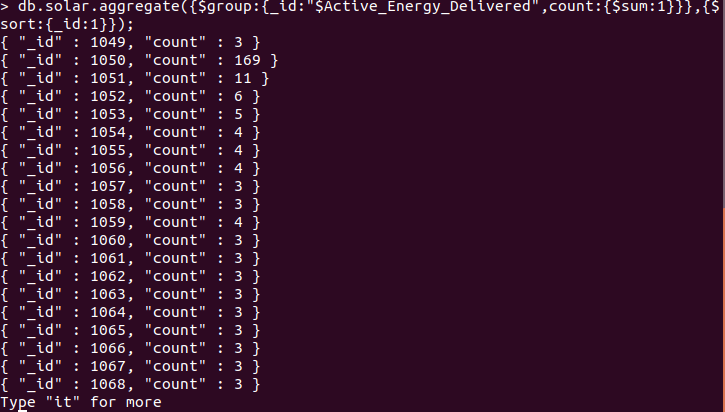 > db.solar.aggregate({$group:{_id:"$Active_Energy_Delivered",count:{$sum:1}}},{$
sort:{_id:1}});
{ "_id" : 1049, "count" : 3 }
{ "_id" : 1050, "count" : 169 }
{ "_id" : 1051, "count" : 11 }
{ "_id" : 1052, "count" : 6 }
{ "_id" : 1053, "count" : 5 }
{ "_id" : 1054, "count" : 4 }
{ "_id" : 1055, "count" : 4 }
{ "_id" : 1056, "count" : 4 }
{ "_id" : 1057, "count" : 3 }
{ "_id" : 1058, "count" : 3 }
{ "_id" : 1059, "count" : 4 }
{ "_id" : 1060, "count" : 3 }
{ "_id" : 1061, "count" : 3 }
{ "_id" : 1062, "count" : 3 }
{ "_id" : 1063, "count" : 3 }
{ "_id" : 1064, "count" : 3 }
{ "_id" : 1065, "count" : 3 }
{ "_id" : 1066, "count" : 3 }
{ "_id" : 1067, "count" : 3 }
{ "_id" : 1068, "count" : 3 }
Type "it" for more